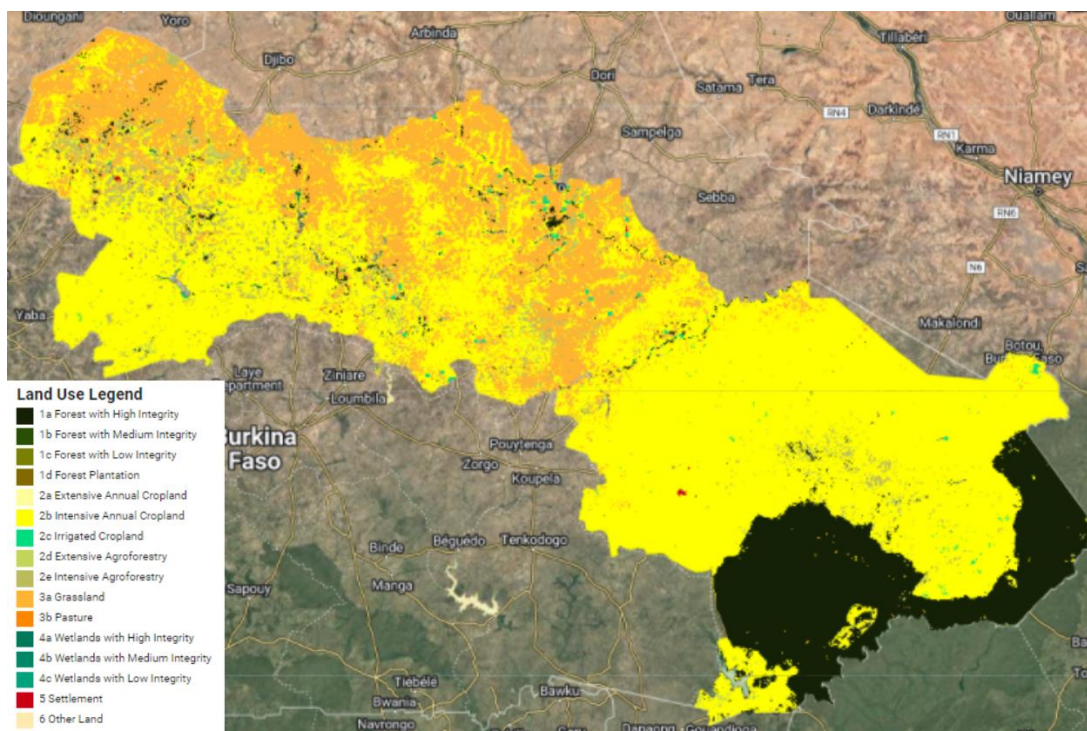 Dioungani
Yoro
Ouallam
Arbinda
Tillabéri
Djibo
Dori
Tera
Satama
RN4
Darkindé
Sampelga
RN1
Karma
Niamey
Sebba
RN6
N6
Yaba
Makalondi
Botou,
Laye
Ziniare
Department
Loumbila
Burkina
Faso
Pouytenga
Zorgo
Koupela
Binde
Béguédo
Tenkodogo
Sapouy
Manga
Tiébélé
Bawku
Bwania
Navrongo
Land Use Legend
1a Forest with High Integrity
1b Forest with Medium Integrity
1c Forest with Low Integrity
1d Forest Plantation
2a Extensive Annual Cropland
2b Intensive Annual Cropland
2c Irrigated Cropland
2d Extensive Agroforestry
2e Intensive Agroforestry
3a Grassland
3b Pasture
4a Wetlands with High Integrity
4b Wetlands with Medium Integrity
4c Wetlands with Low Integrity
5 Settlement
6 Other Land